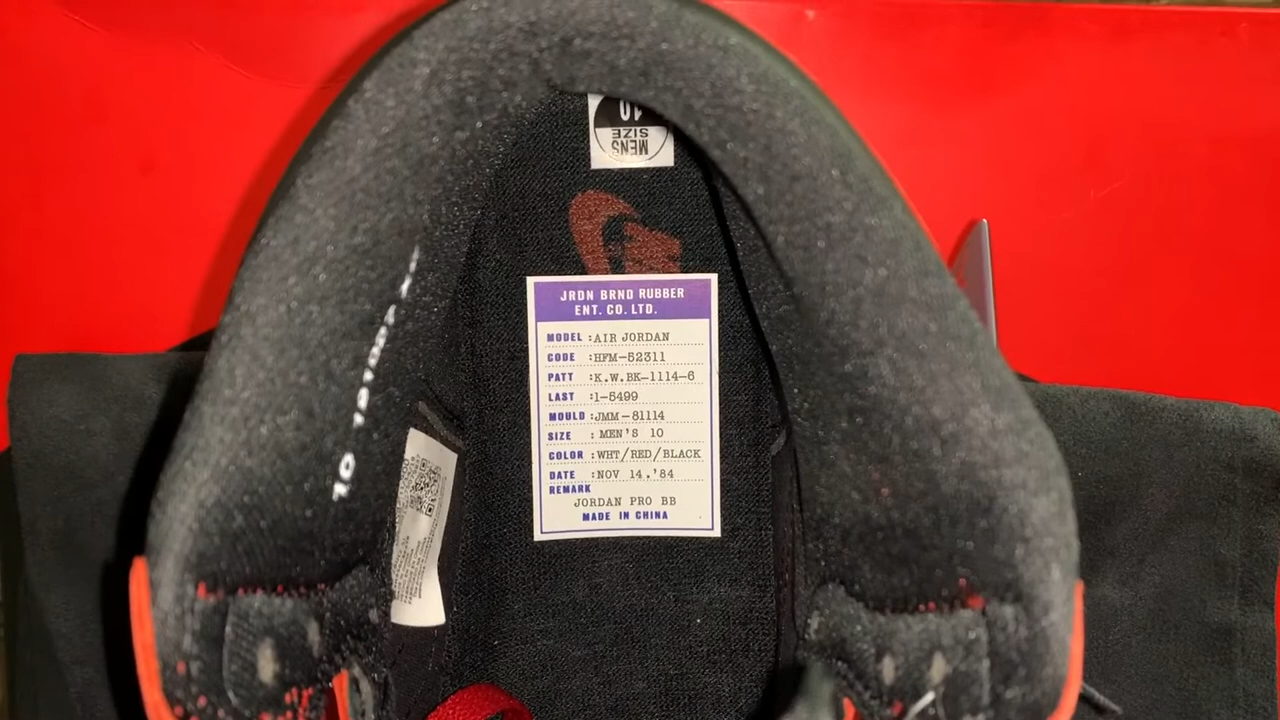 10
SIZE
MENS
JRDN BRND RUBBER
ENT. CO. LTD.
MODEL : AIR JORDAN
CODE : HFM-52311
PATT : K.W.BK-1114-6
LAST : 1-5499
MOULD : JMM-81114
SIZE : MEN'S 10
COLOR : WHT/RED/BLACK
DATE : NOV 14.'84
REMARK
JORDAN PRO BB
MADE IN CHINA